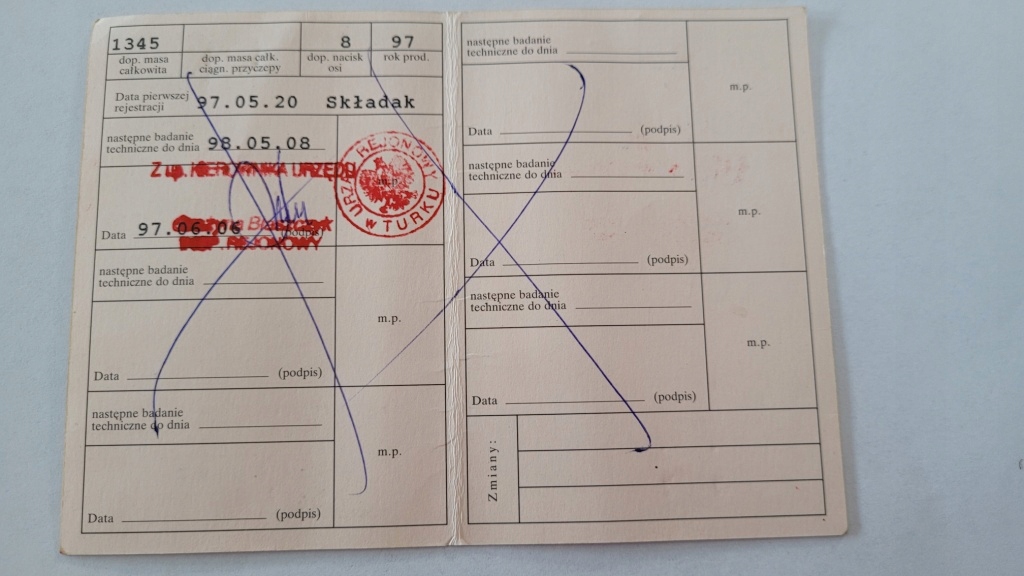 1345 8 97
dop. masa całkowita
dop. masa całk. ciągn. przyczepy
dop. nacisk osi
rok prod.
Data pierwszej
rejestracji 97.05.20 Składak
następne badanie
techniczne do dnia 98.05.08
Z up. KIEROWNIKA URZĘDU
URZĄD REJONOWY w TURKU
REJONOWY
Data 97.06.06 (podpis)
następne badanie
techniczne do dnia
m.p.
Data (podpis)
następne badanie
techniczne do dnia
m.p.
Data (podpis)
następne badanie
techniczne do dnia
m.p.
Data (podpis)
następne badanie
techniczne do dnia
m.p.
Data (podpis)
następne badanie
techniczne do dnia
m.p.
Data (podpis)
Zmiany: